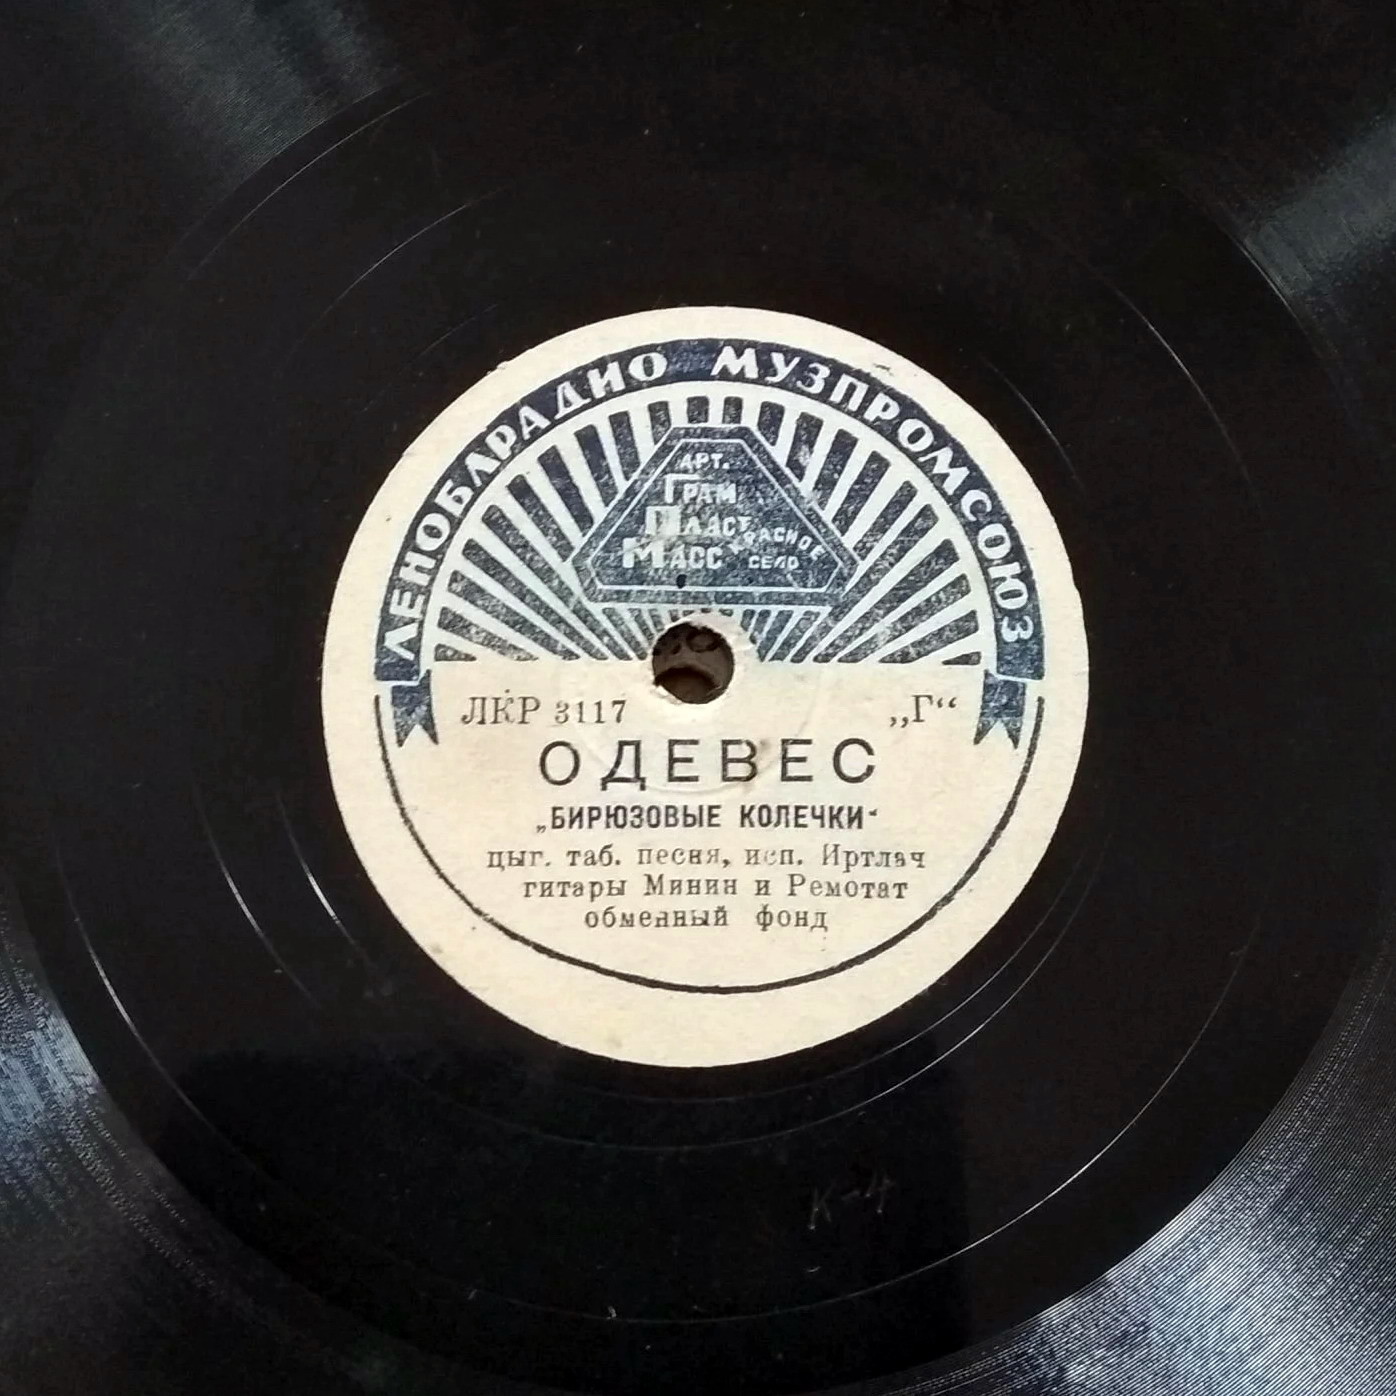 ЛЕНОБЛРАДИО МУЗПРОМСОЮЗ
АРТ.
ГРАМ
ПЛАСТ
МАСС
КРАСНОЕ
СЕЛО
ЛКР 3117 „Г“
ОДЕВЕС
„БИРЮЗОВЫЕ КОЛЕЧКИ“
цыг. таб. песня, исп. Иртлач
гитары Минин и Ремотат
обменный фонд
К-4